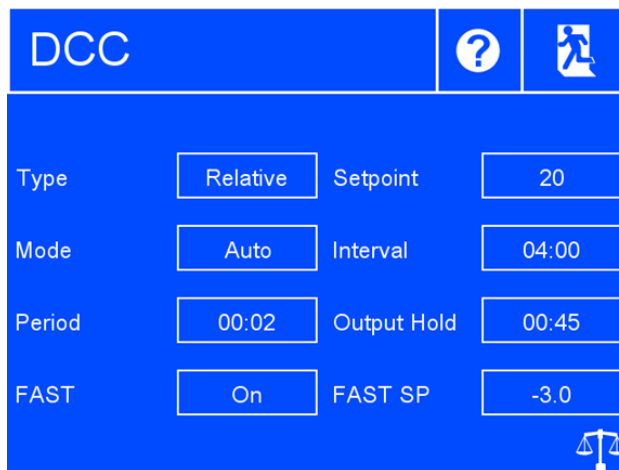 DCC ?
Type Relative Setpoint 20
Mode Auto Interval 04:00
Period 00:02 Output Hold 00:45
FAST On FAST SP -3.0